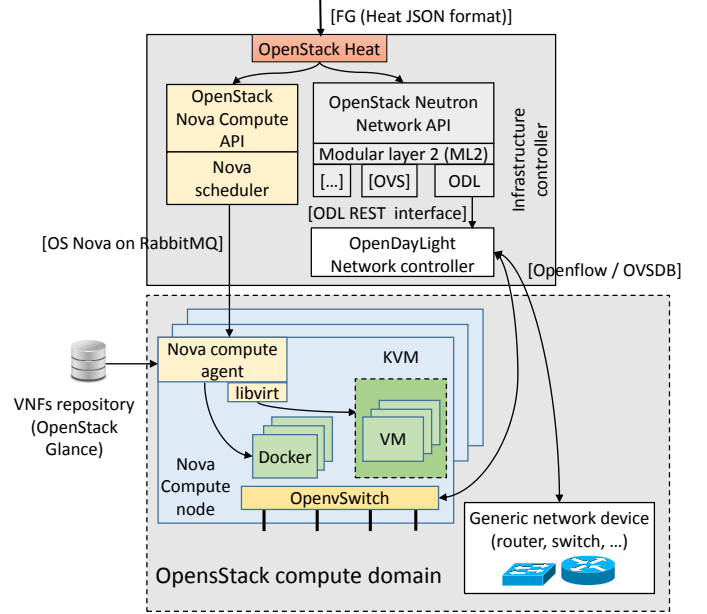 [FG (Heat JSON format)]
OpenStack Heat
OpenStack
Nova Compute
API
Nova
scheduler
OpenStack Neutron
Network API
Modular layer 2 (ML2)
[...]
[OVS]
ODL
Infrastructure
controller
[ODL REST interface]
[OS Nova on RabbitMQ]
OpenDayLight
Network controller
[Openflow / OVSDB]
Nova compute
agent
libvirt
KVM
VNFs repository
(OpenStack
Glance)
Docker
VM
Nova
Compute
node
OpenvSwitch
Generic network device
(router, switch, ...)
OpensStack compute domain